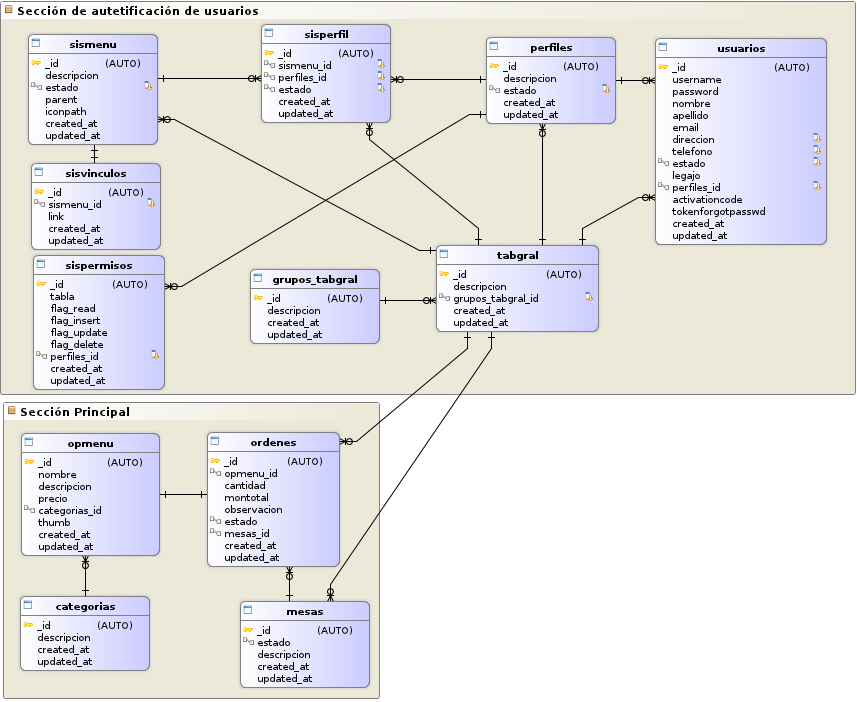 Sección de autetificación de usuarios
sismenu
_id (AUTO)
descripcion
estado
parent
iconpath
created_at
updated_at
sisperfil
_id (AUTO)
sismenu_id
perfiles_id
estado
created_at
updated_at
perfiles
_id (AUTO)
descripcion
estado
created_at
updated_at
usuarios
_id (AUTO)
username
password
nombre
apellido
email
direccion
telefono
estado
legajo
perfiles_id
activationcode
tokenforgotpasswd
created_at
updated_at
sisvinculos
_id (AUTO)
sismenu_id
link
created_at
updated_at
sispermisos
_id (AUTO)
tabla
flag_read
flag_insert
flag_update
flag_delete
perfiles_id
created_at
updated_at
grupos_tabgral
_id (AUTO)
descripcion
created_at
updated_at
tabgral
_id (AUTO)
descripcion
grupos_tabgral_id
created_at
updated_at
Sección Principal
opmenu
_id (AUTO)
nombre
descripcion
precio
categorias_id
thumb
created_at
updated_at
ordenes
_id (AUTO)
opmenu_id
cantidad
montotal
observacion
estado
mesas_id
created_at
updated_at
categorias
_id (AUTO)
descripcion
created_at
updated_at
mesas
_id (AUTO)
estado
descripcion
created_at
updated_at